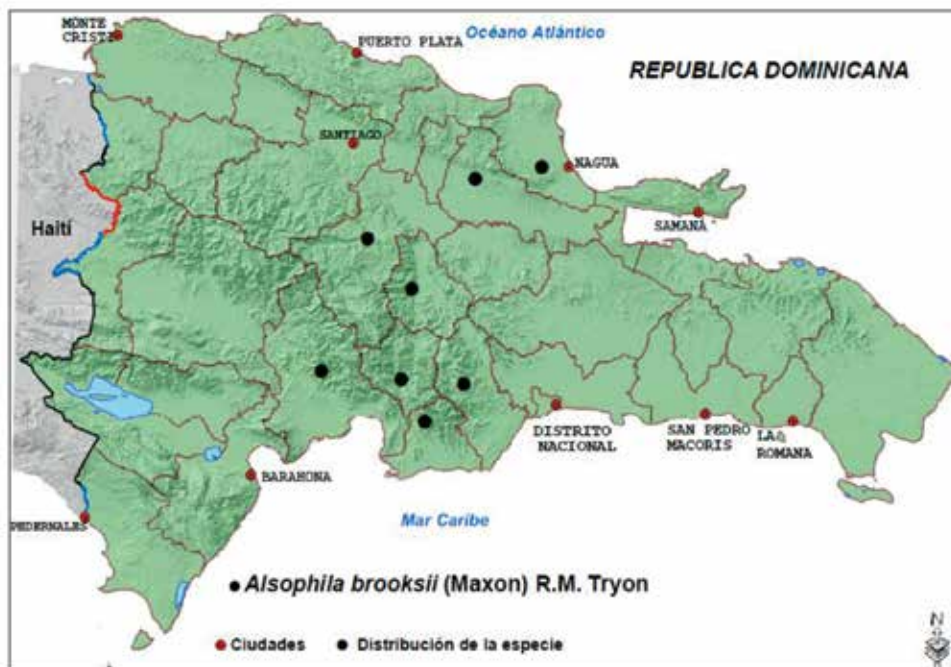 MONTE
CRISTI
PUERTO PLATA
Océano Atlántico
REPUBLICA DOMINICANA
SANTIAGO
NAGUA
Haití
SAMANA
DISTRITO
NACIONAL
SAN PEDRO
MACORIS
LA
ROMANA
BARAHONA
PEDERNALES
Mar Caribe
Alsophila brooksii (Maxon) R.M. Tryon
Ciudades
Distribución de la especie
N